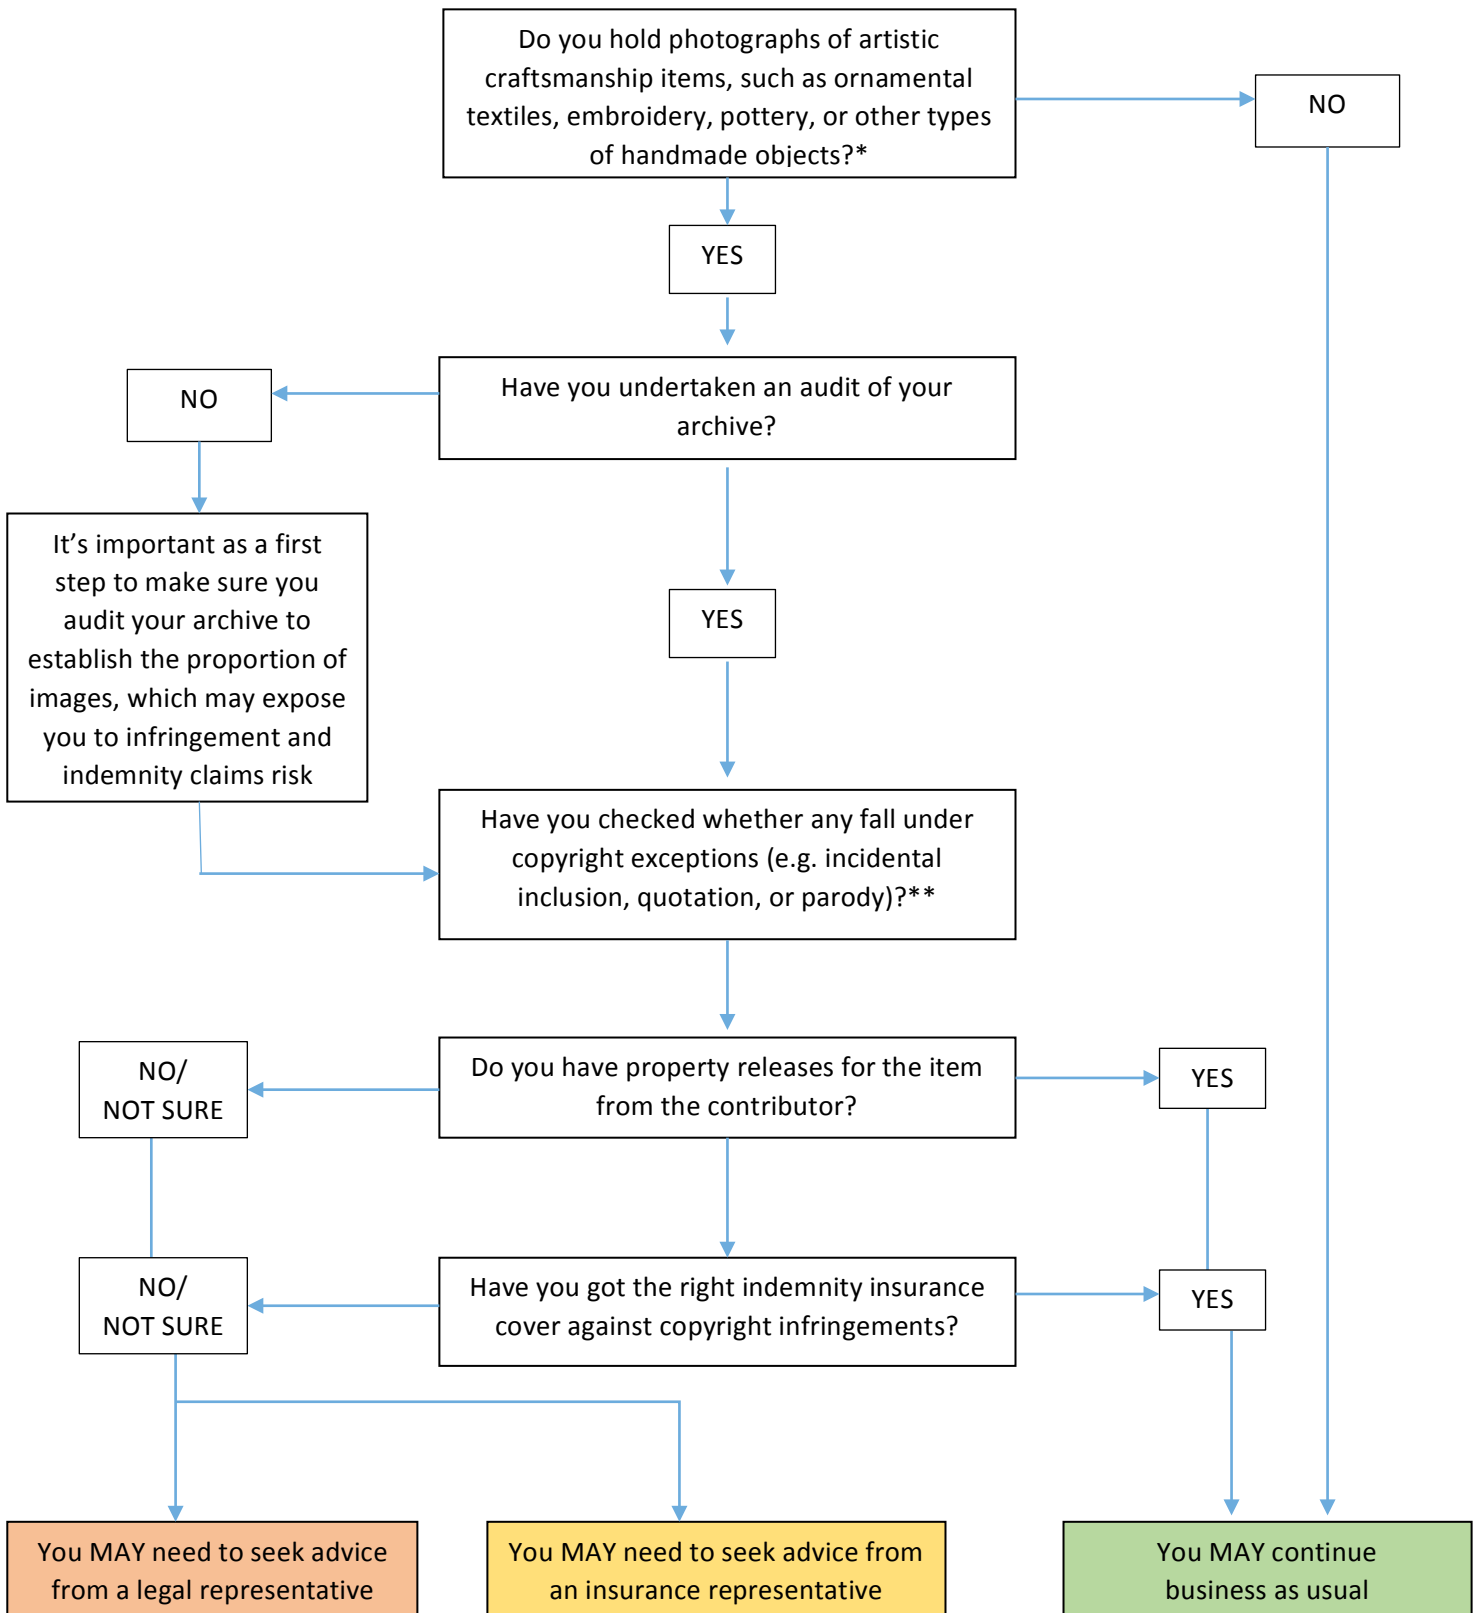 Do you hold photographs of artistic
craftsmanship items, such as ornamental
textiles, embroidery, pottery, or other types
of handmade objects?*
NO
YES
Have you undertaken an audit of your
archive?
NO
It’s important as a first
step to make sure you
audit your archive to
establish the proportion of
images, which may expose
you to infringement and
indemnity claims risk
YES
Have you checked whether any fall under
copyright exceptions (e.g. incidental
inclusion, quotation, or parody)?**
Do you have property releases for the item
from the contributor?
NO/
NOT SURE
YES
Have you got the right indemnity insurance
cover against copyright infringements?
NO/
NOT SURE
YES
You MAY need to seek advice
from a legal representative
You MAY need to seek advice from
an insurance representative
You MAY continue
business as usual